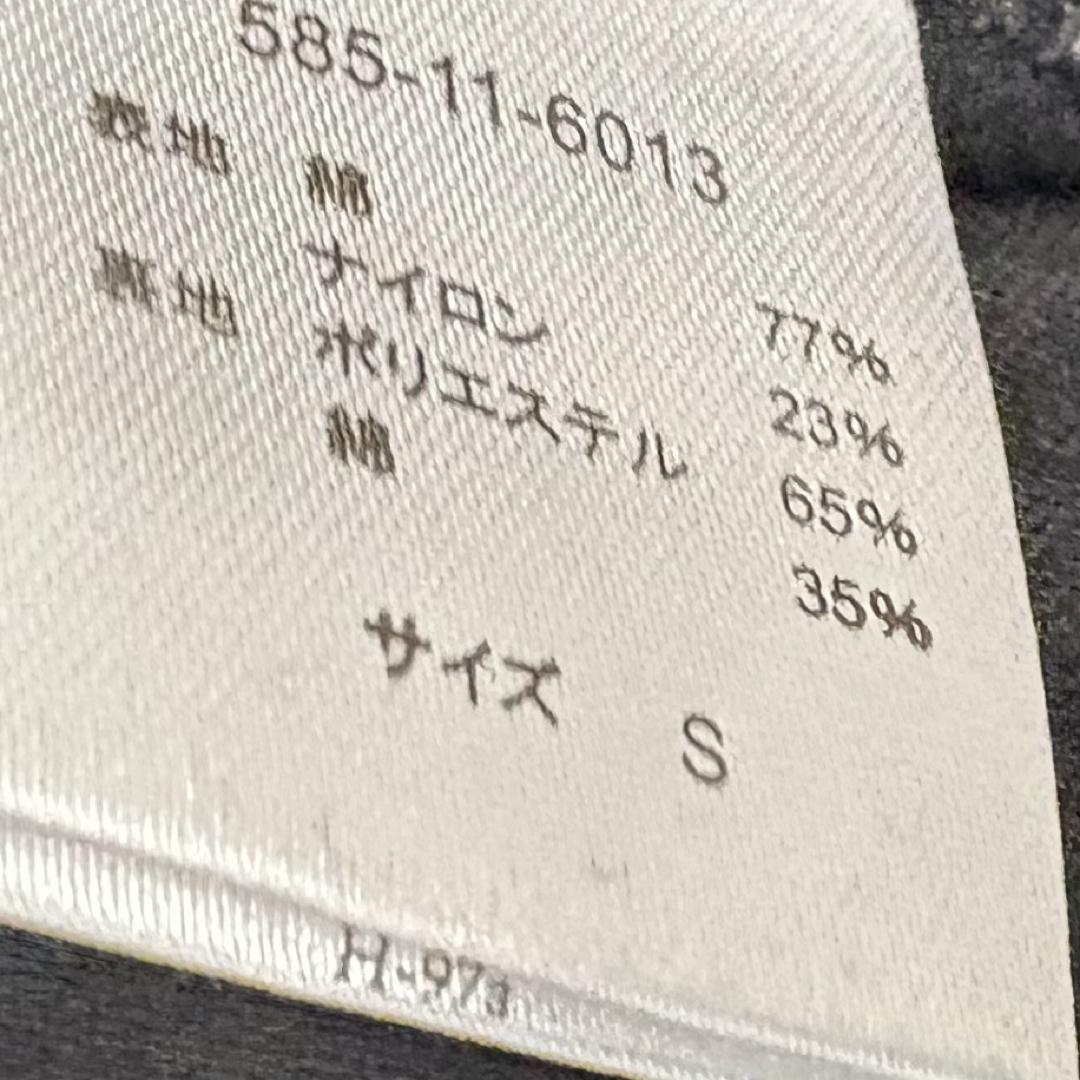 585-11-6013
表地 綿 77%
ナイロン 23%
裏地 ポリエステル 65%
綿 35%
サイズ S
H-973